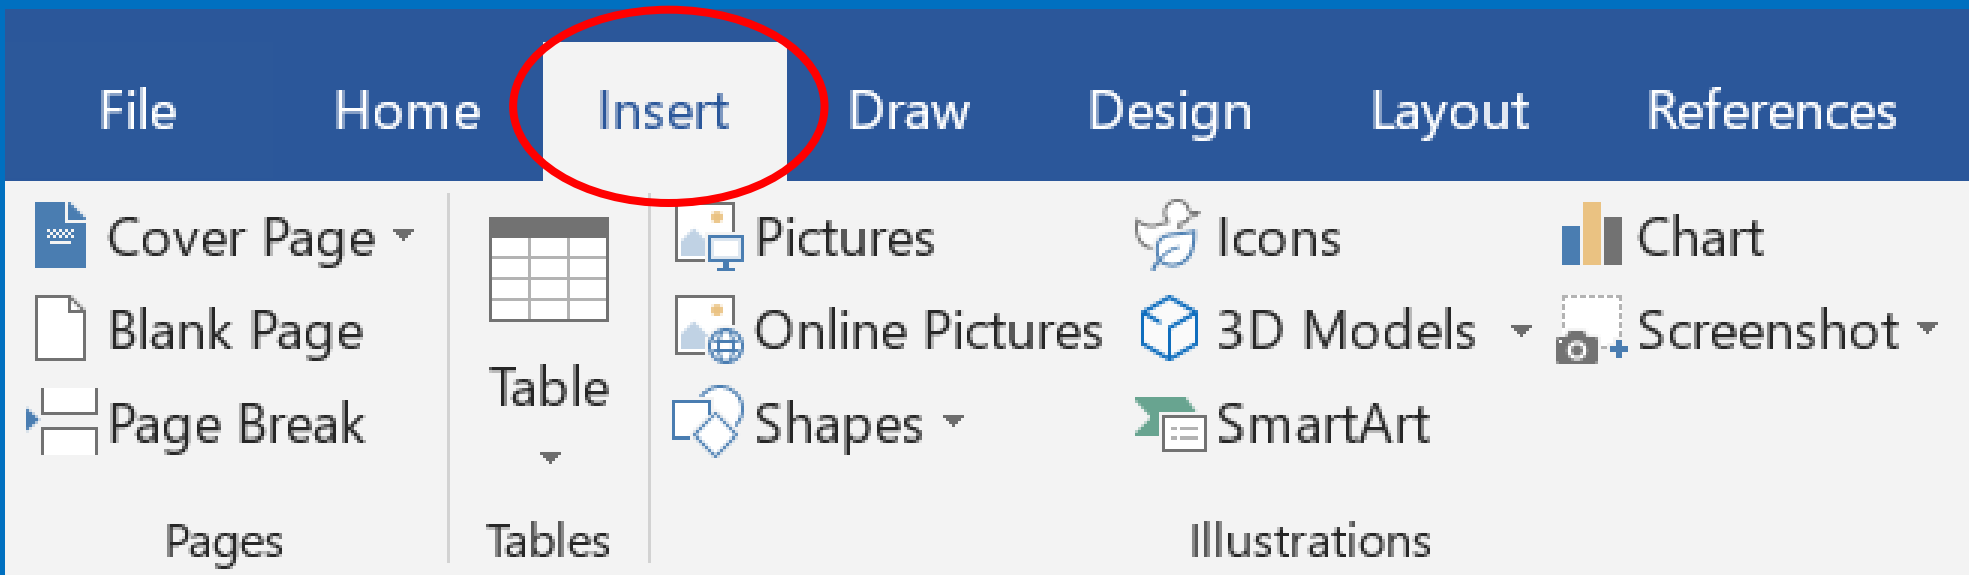 File Home Insert Draw Design Layout References
Cover Page
Blank Page
Page Break
Pages
Table
Tables
Pictures
Online Pictures
Shapes
Icons
3D Models
SmartArt
Chart
Screenshot
Illustrations